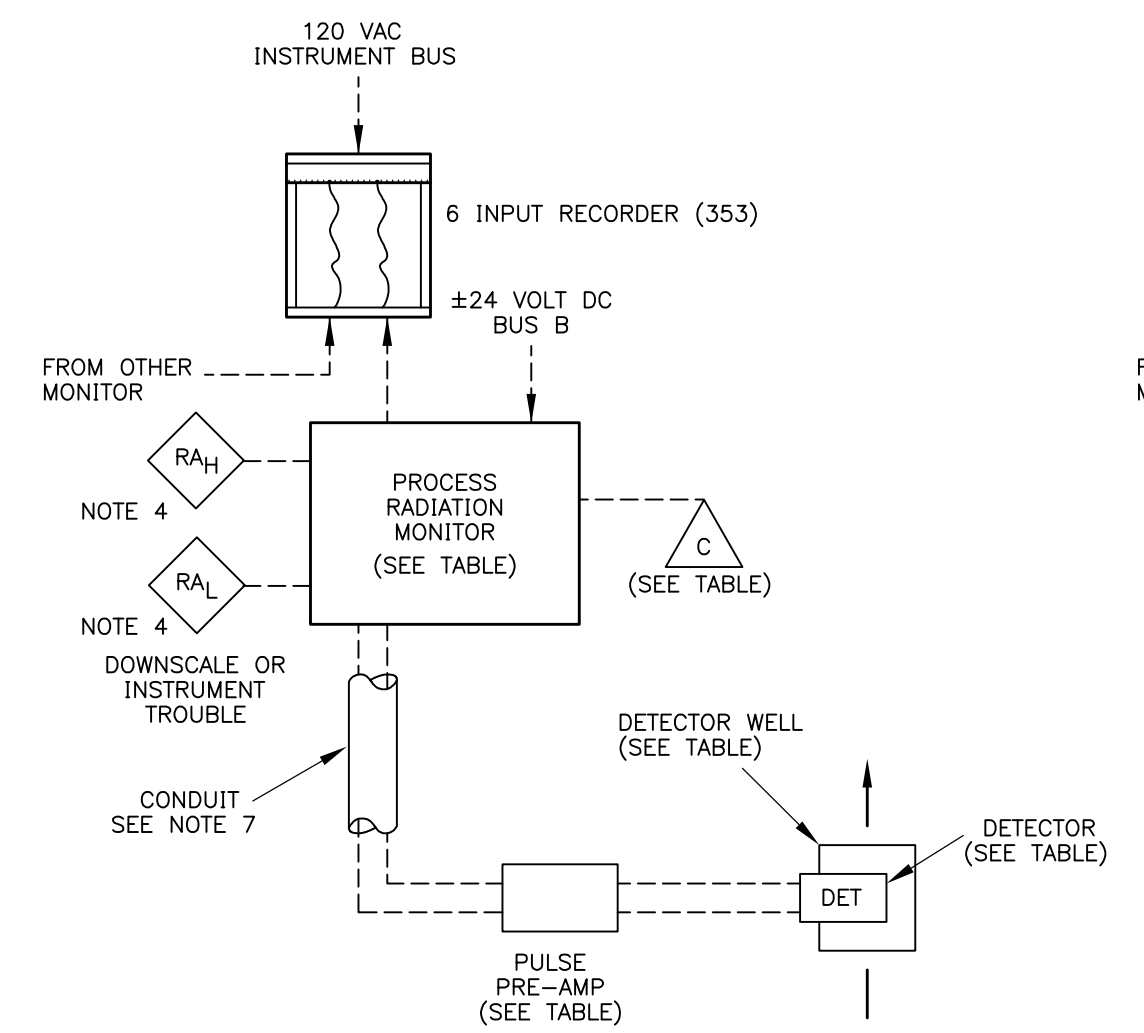 120 VAC
INSTRUMENT BUS
6 INPUT RECORDER (353)
±24 VOLT DC
BUS B
FROM OTHER
MONITOR
RAH
NOTE 4
PROCESS
RADIATION
MONITOR
(SEE TABLE)
C
(SEE TABLE)
RAL
NOTE 4
DOWNSCALE OR
INSTRUMENT
TROUBLE
DETECTOR WELL
(SEE TABLE)
CONDUIT
SEE NOTE 7
DETECTOR
(SEE TABLE)
DET
PULSE
PRE-AMP
(SEE TABLE)